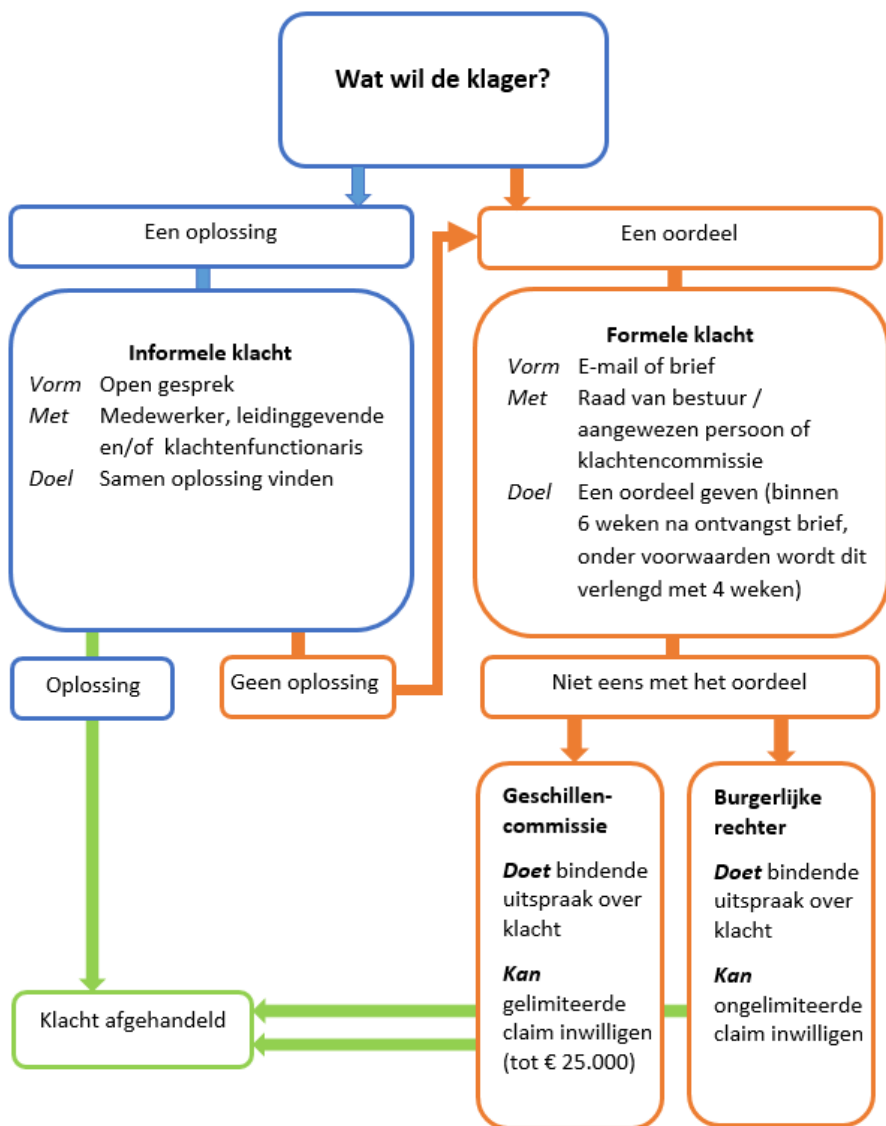 Wat wil de klager?
Een oplossing
Informele klacht
Vorm Open gesprek
Met Medewerker, leidinggevende
en/of klachtenfunctionaris
Doel Samen oplossing vinden
Oplossing
Geen oplossing
Een oordeel
Formele klacht
Vorm E-mail of brief
Met Raad van bestuur /
aangewezen persoon of
klachtencommissie
Doel Een oordeel geven (binnen
6 weken na ontvangst brief,
onder voorwaarden wordt dit
verlengd met 4 weken)
Niet eens met het oordeel
Geschillen-
commissie
Doet bindende
uitspraak over
klacht
Kan
gelimiteerde
claim inwilligen
(tot € 25.000)
Burgerlijke
rechter
Doet bindende
uitspraak over
klacht
Kan
ongelimiteerde
claim inwilligen
Klacht afgehandeld